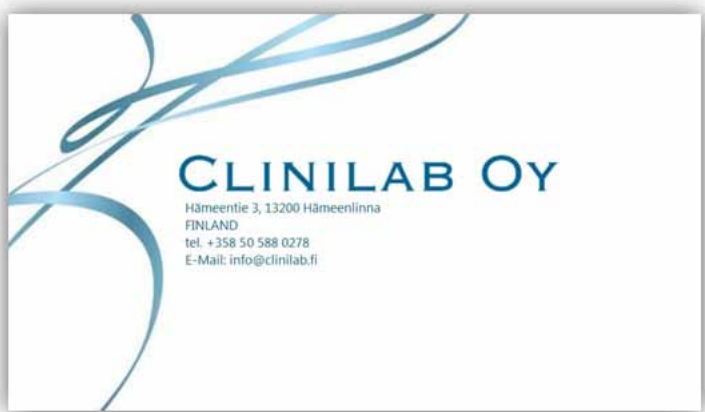 CLINILAB OY
Hämeentie 3, 13200 Hämeenlinna
FINLAND
tel. +358 50 588 0278
E-Mail: info@clinilab.fi